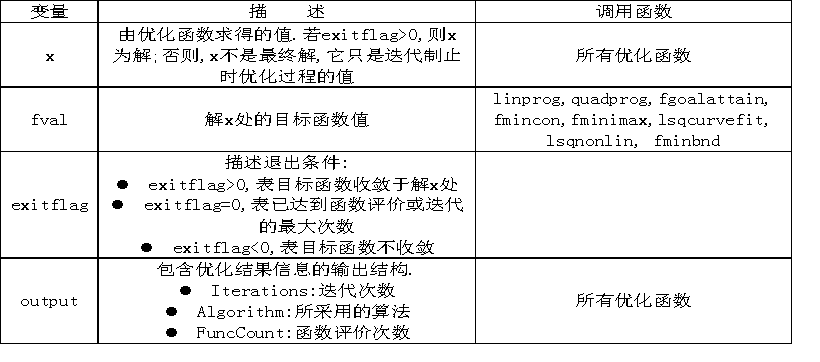 变量 描 述 调用函数
x
由优化函数求得的值.若exitflag>0,则x
为解;否则,x不是最终解,它只是迭代制止
时优化过程的值
所有优化函数
fval
解x处的目标函数值
linprog,quadprog,fgoalattain,
fmincon,fminimax,lsqcurvefit,
lsqnonlin, fminbnd
exitflag
描述退出条件:
● exitflag>0,表目标函数收敛于解x处
● exitflag=0,表已达到函数评价或迭代
的最大次数
● exitflag<0,表目标函数不收敛
output
包含优化结果信息的输出结构.
● Iterations:迭代次数
● Algorithm:所采用的算法
● FuncCount:函数评价次数
所有优化函数